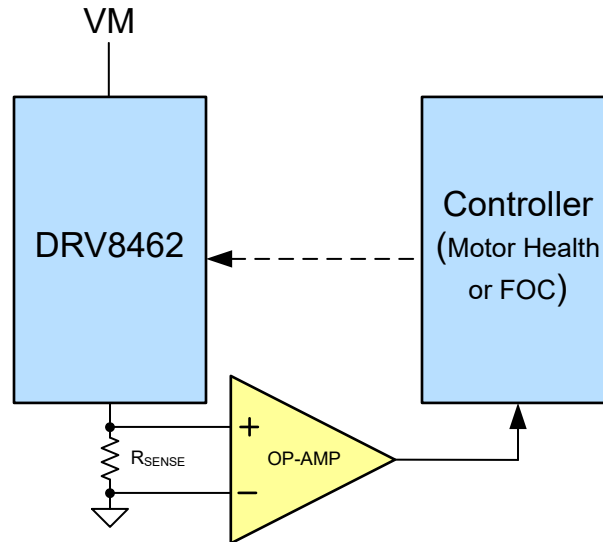 VM
DRV8462
Controller
(Motor Health
or FOC)
+
RSENSE
OP-AMP
−